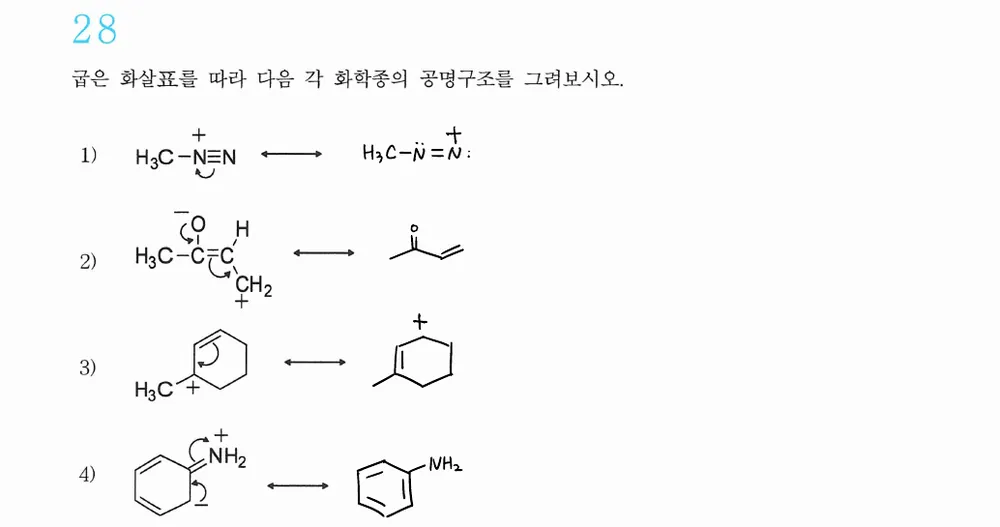 28
굽은 화살표를 따라 다음 각 화학종의 공명구조를 그려보시오.
1) H₃C−N≡N + ⟷ H₃C−N̈=N: +
2) − O H H₃C−C=C CH₂ + ⟷ O
3) H₃C + ⟷ +
4) + NH₂ − ⟷ NH₂